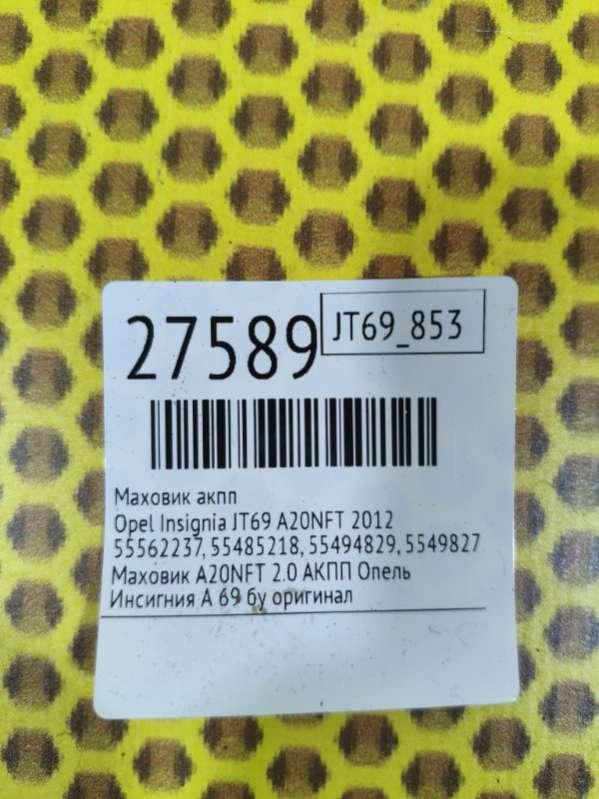 27589
JT69_853
Маховик акпп
Opel Insignia JT69 A20NFT 2012
55562237, 55485218, 55494829, 5549827
Маховик A20NFT 2.0 АКПП Опель
Инсигния А 69 бу оригинал